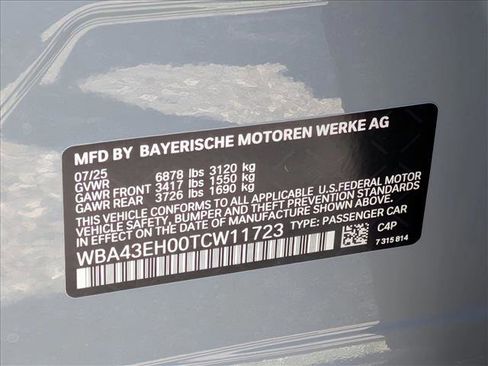 MFD BY BAYERISCHE MOTOREN WERKE AG
07/25
GVWR 6878 lbs 3120 kg
GAWR FRONT 3417 lbs 1550 kg
GAWR REAR 3726 lbs 1690 kg
THIS VEHICLE CONFORMS TO ALL APPLICABLE U.S.FEDERAL MOTOR
VEHICLE SAFETY, BUMPER AND THEFT PREVENTION STANDARDS
IN EFFECT ON THE DATE OF MANUFACTURE SHOWN ABOVE.
WBA43EH00TCW11723 TYPE: PASSENGER CAR
C4P
7 315 814